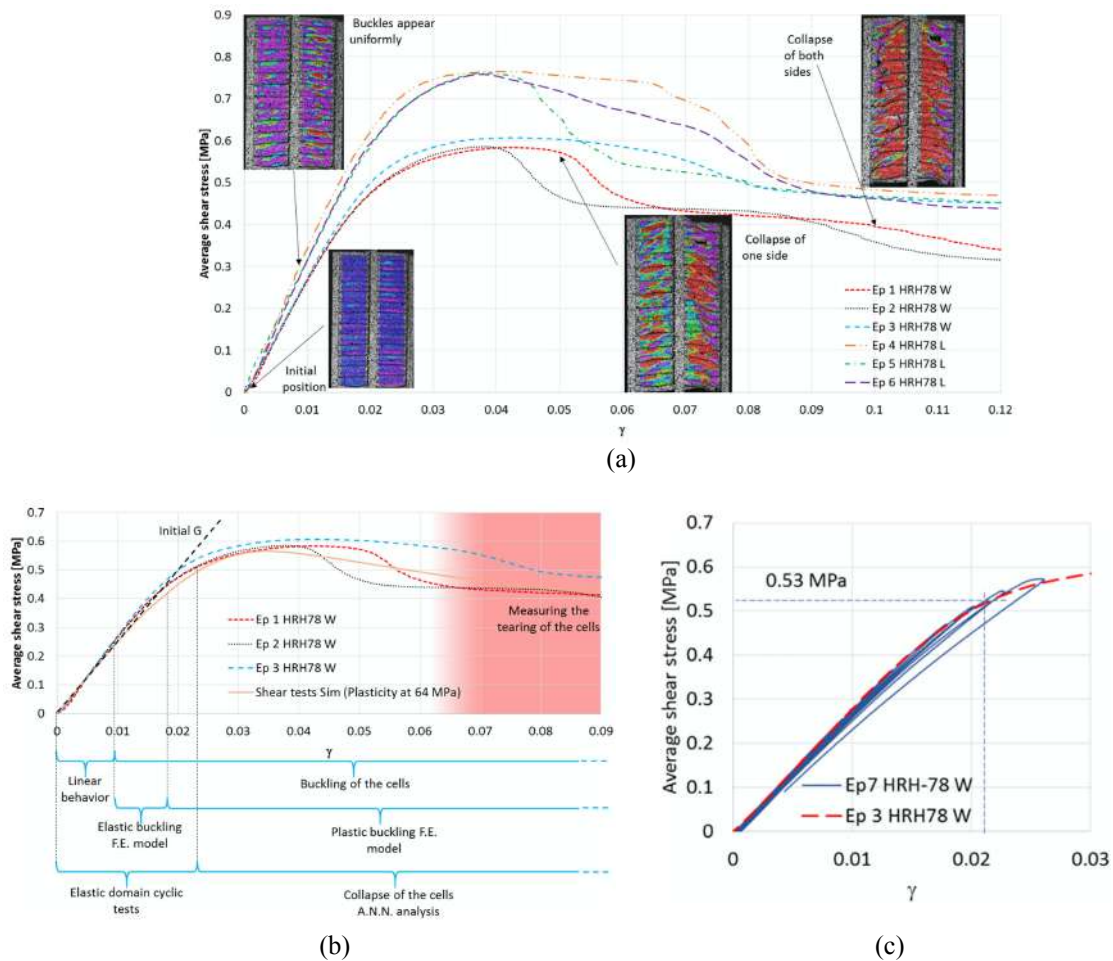 0.9
0.8
0.7
0.6
0.5
0.4
0.3
0.2
0.1
0
Average shear stress [MPa]
Buckles appear
uniformly
Collapse
of both
sides
Collapse of
one side
Initial
position
Ep 1 HRH78 W
Ep 2 HRH78 W
Ep 3 HRH78 W
Ep 4 HRH78 L
Ep 5 HRH78 L
Ep 6 HRH78 L
0 0.01 0.02 0.03 0.04 0.05 0.06 0.07 0.08 0.09 0.1 0.11 0.12
γ
(a)
0.7
0.6
0.5
0.4
0.3
0.2
0.1
0
Average shear stress [MPa]
Initial G
Ep 1 HRH78 W
Ep 2 HRH78 W
Ep 3 HRH78 W
Shear tests Sim (Plasticity at 64 MPa)
Measuring the
tearing of the cells
0 0.01 0.02 0.03 0.04 0.05 0.06 0.07 0.08 0.09
γ
Linear
behavior
Buckling of the cells
Elastic buckling
F.E. model
Plastic buckling F.E.
model
Elastic domain cyclic
tests
Collapse of the cells
A.N.N. analysis
(b)
0.7
0.6
0.5
0.4
0.3
0.2
0.1
0
Average shear stress [MPa]
0.53 MPa
Ep7 HRH-78 W
Ep 3 HRH78 W
0 0.01 0.02 0.03
γ
(c)